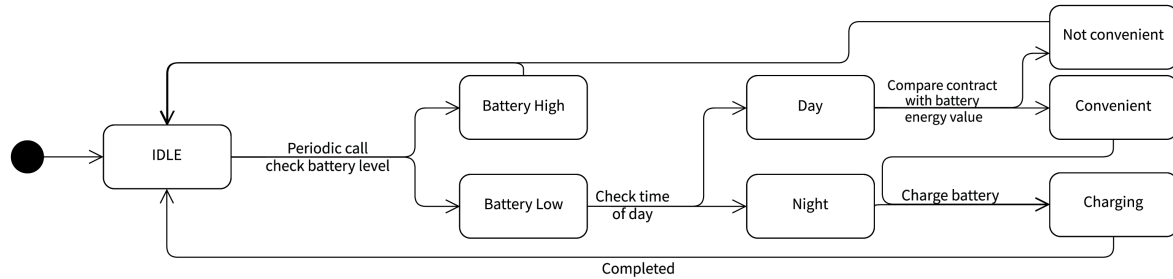 Not convenient
IDLE
Periodic call
check battery level
Battery High
Battery Low
Check time
of day
Day
Night
Compare contract
with battery
energy value
Convenient
Charge battery
Charging
Completed